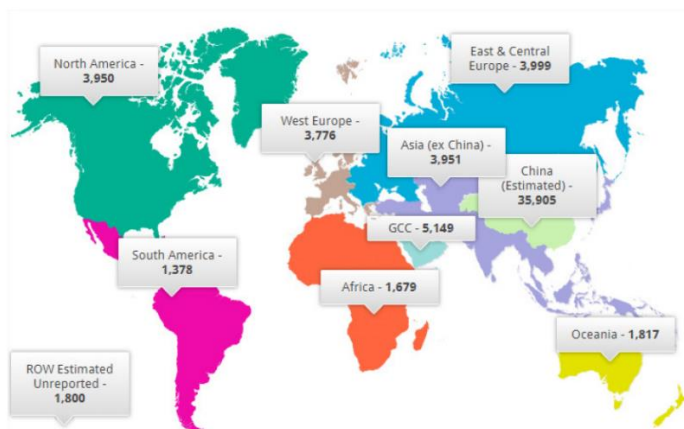 North America -
3,950
East & Central
Europe - 3,999
West Europe -
3,776
Asia (ex China) -
3,951
China
(Estimated) -
35,905
GCC - 5,149
South America -
1,378
Africa - 1,679
Oceania - 1,817
ROW Estimated
Unreported -
1,800